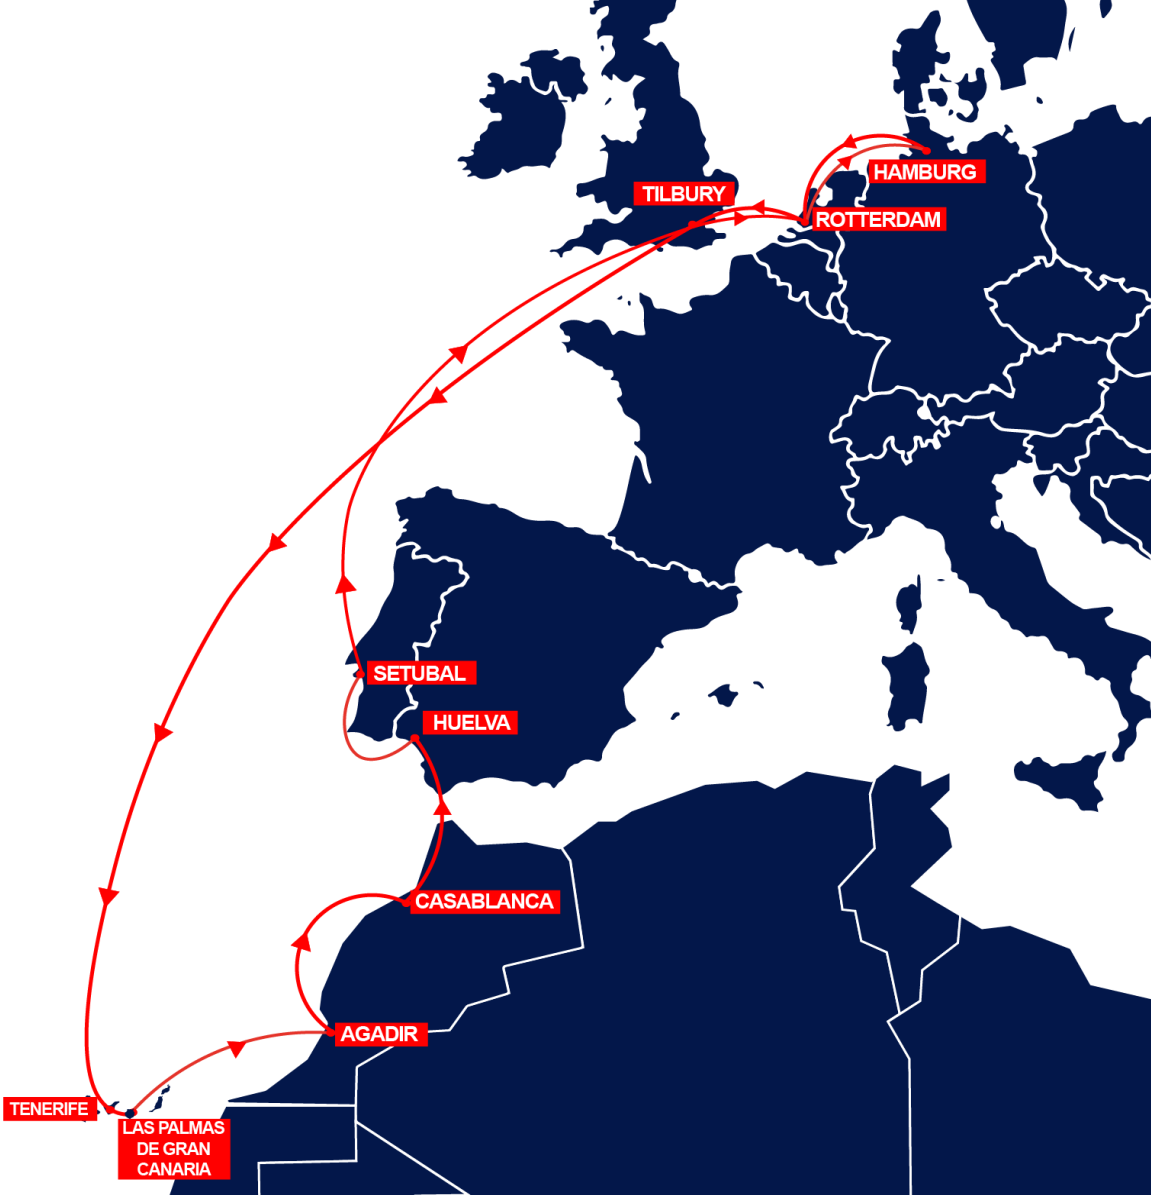 HAMBURG
TILBURY
ROTTERDAM
SETUBAL
HUELVA
CASABLANCA
AGADIR
TENERIFE
LAS PALMAS
DE GRAN
CANARIA